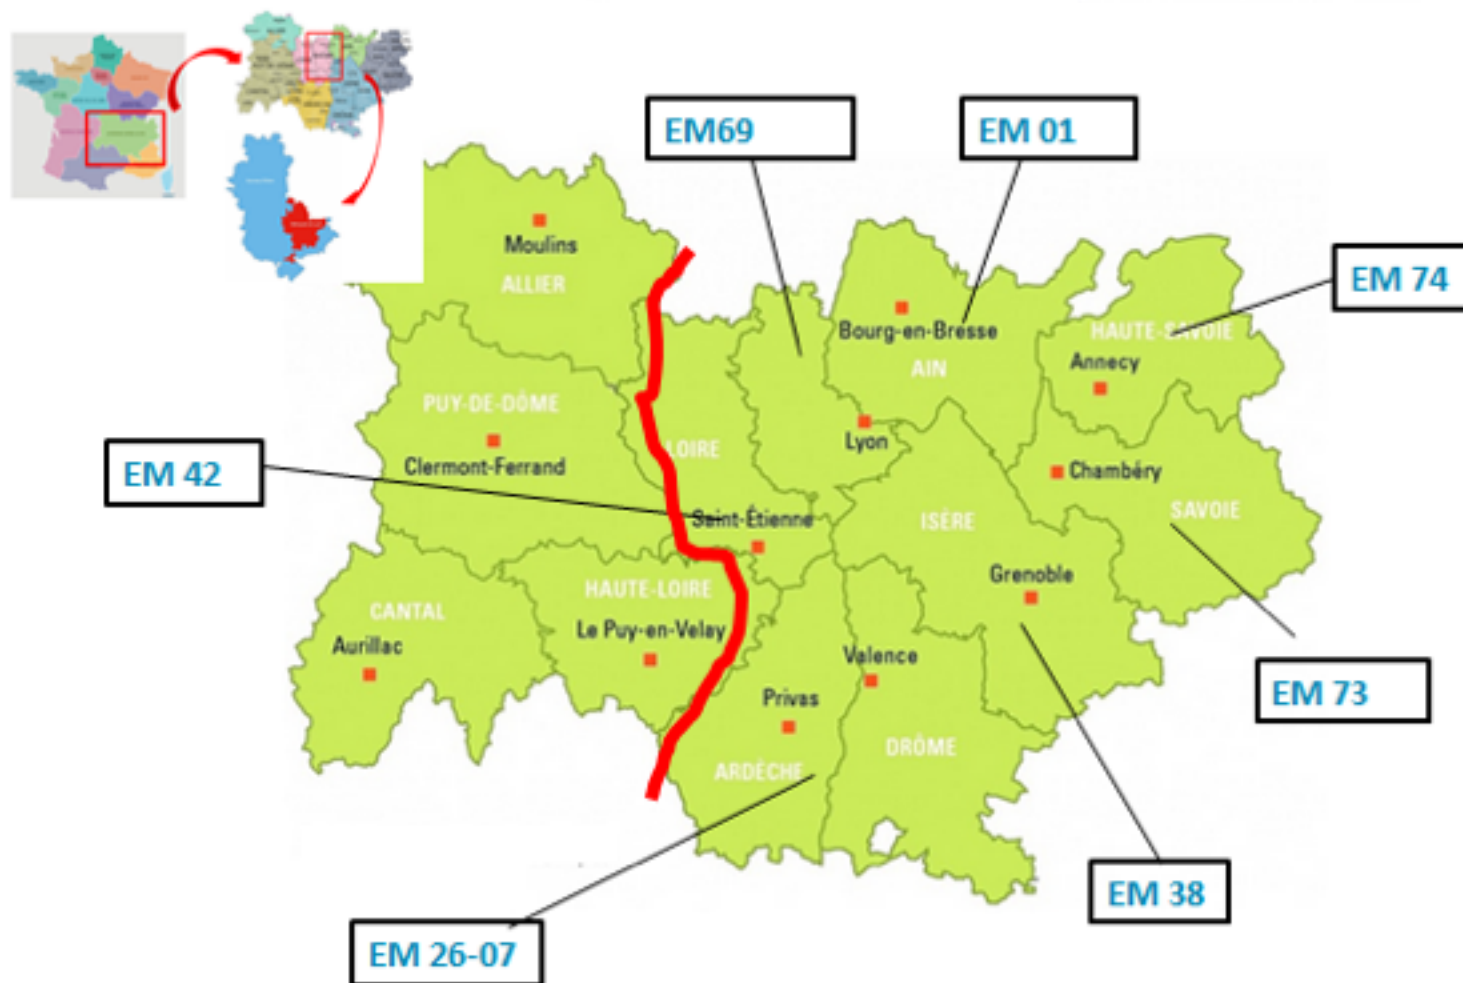 EM69
EM 01
Moulins
ALLIER
EM 74
HAUTE-SAVOIE
Bourg-en-Bresse
AIN
Annecy
PUY-DE-DÔME
Clermont-Ferrand
LOIRE
Lyon
Chambéry
EM 42
SAVOIE
Saint-Étienne
ISÈRE
Grenoble
HAUTE-LOIRE
CANTAL
Le Puy-en-Velay
Aurillac
Valence
Privas
EM 73
DRÔME
ARDÈCHE
EM 38
EM 26-07